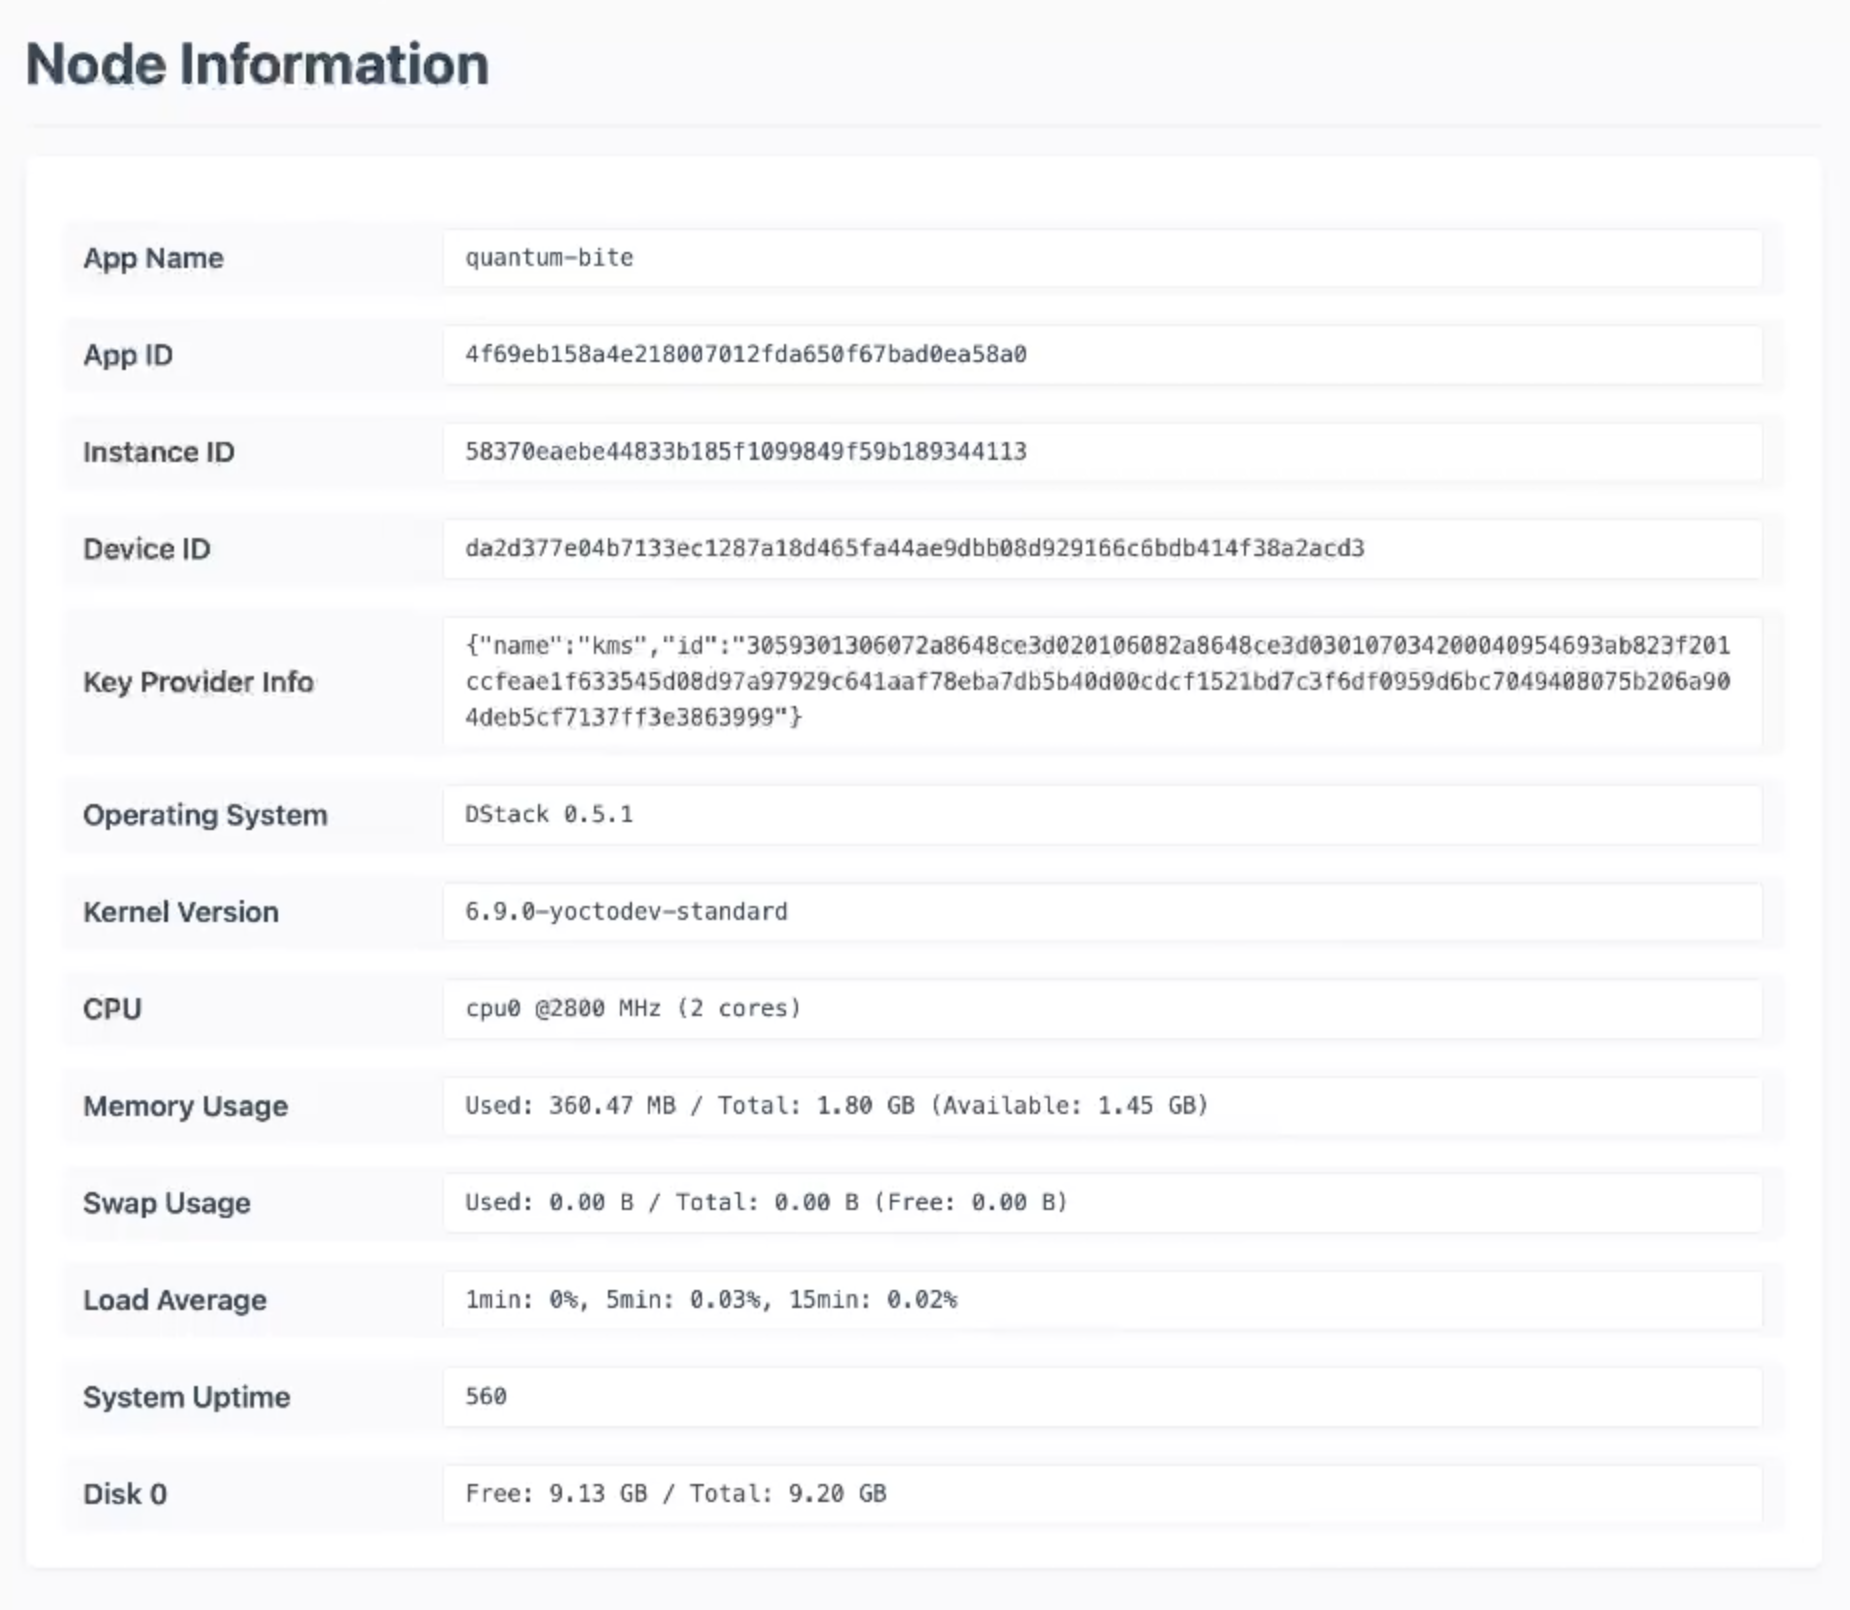 Node Information
App Name
quantum-bite
App ID
4f69eb158a4e218007012fda650f67bad0ea58a0
Instance ID
58370eaebe44833b185f1099849f59b189344113
Device ID
da2d377e04b7133ec1287a18d465fa44ae9dbb08d929166c6bdb414f38a2acd3
Key Provider Info
{"name":"kms","id":"3059301306072a8648ce3d020106082a8648ce3d030107034200040954693ab823f201
ccfeae1f633545d08d97a97929c641aaf78eba7db5b40d00cdcf1521bd7c3f6df0959d6bc7049408075b206a90
4deb5cf7137ff3e3863999"}
Operating System
DStack 0.5.1
Kernel Version
6.9.0-yoctodev-standard
CPU
cpu0 @2800 MHz (2 cores)
Memory Usage
Used: 360.47 MB / Total: 1.80 GB (Available: 1.45 GB)
Swap Usage
Used: 0.00 B / Total: 0.00 B (Free: 0.00 B)
Load Average
1min: 0%, 5min: 0.03%, 15min: 0.02%
System Uptime
560
Disk 0
Free: 9.13 GB / Total: 9.20 GB